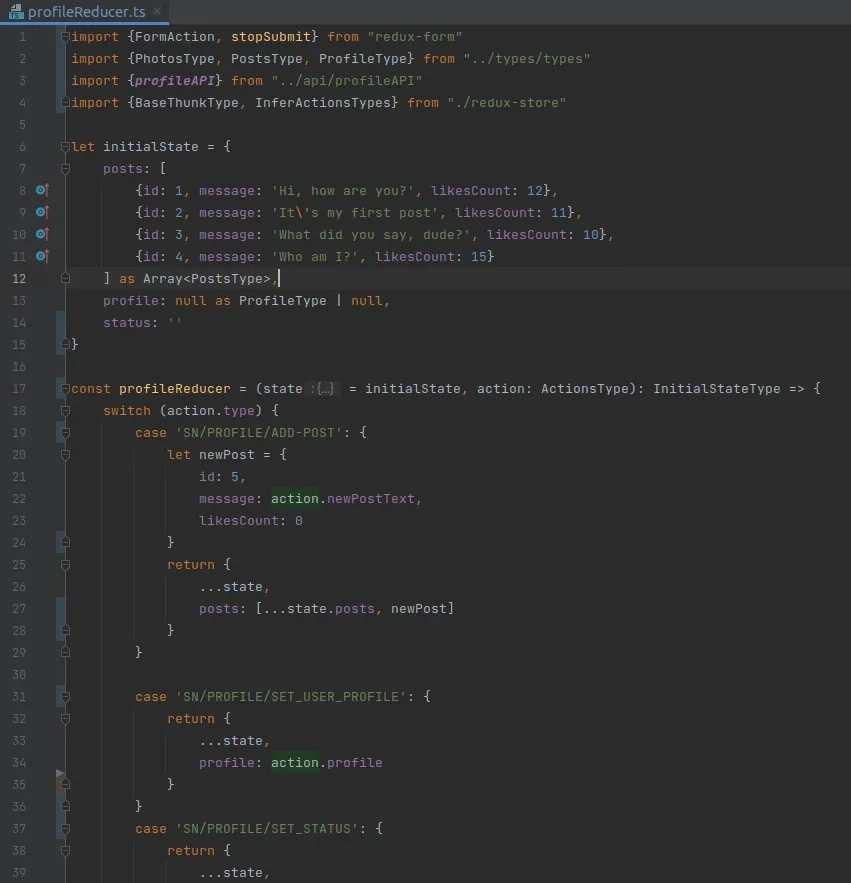 profileReducer.ts ×
1 import {FormAction, stopSubmit} from "redux-form"
2 import {PhotosType, PostsType, ProfileType} from "../types/types"
3 import {profileAPI} from "../api/profileAPI"
4 import {BaseThunkType, InferActionsTypes} from "./redux-store"
5
6 let initialState = {
7     posts: [
8         {id: 1, message: 'Hi, how are you?', likesCount: 12},
9         {id: 2, message: 'It\'s my first post', likesCount: 11},
10         {id: 3, message: 'What did you say, dude?', likesCount: 10},
11         {id: 4, message: 'Who am I?', likesCount: 15}
12     ] as Array<PostsType>,
13     profile: null as ProfileType | null,
14     status: ''
15 }
16
17 const profileReducer = (state :{...} = initialState, action: ActionsType): InitialStateType => {
18     switch (action.type) {
19         case 'SN/PROFILE/ADD-POST': {
20             let newPost = {
21                 id: 5,
22                 message: action.newPostText,
23                 likesCount: 0
24             }
25             return {
26                 ...state,
27                 posts: [...state.posts, newPost]
28             }
29         }
30
31         case 'SN/PROFILE/SET_USER_PROFILE': {
32             return {
33                 ...state,
34                 profile: action.profile
35             }
36         }
37         case 'SN/PROFILE/SET_STATUS': {
38             return {
39                 ...state,